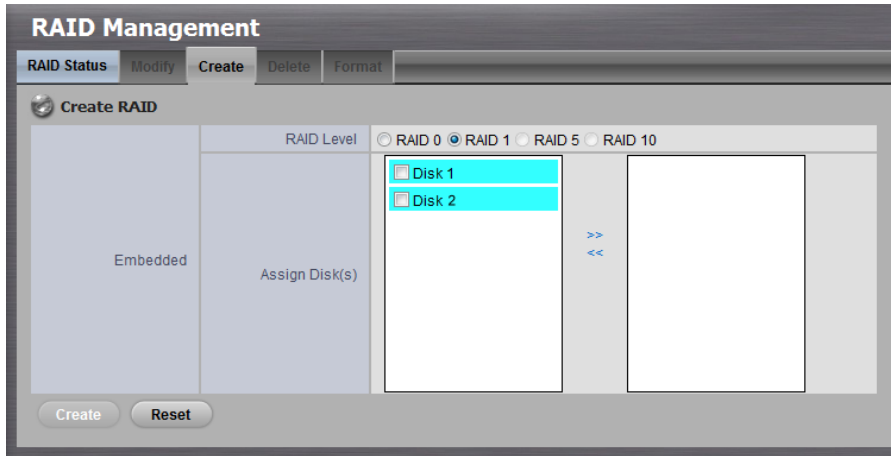 RAID Management
RAID Status Modify Create Delete Format
Create RAID
RAID Level RAID 0 RAID 1 RAID 5 RAID 10
Embedded Assign Disk(s)
Disk 1
Disk 2
>>
<<
Create Reset